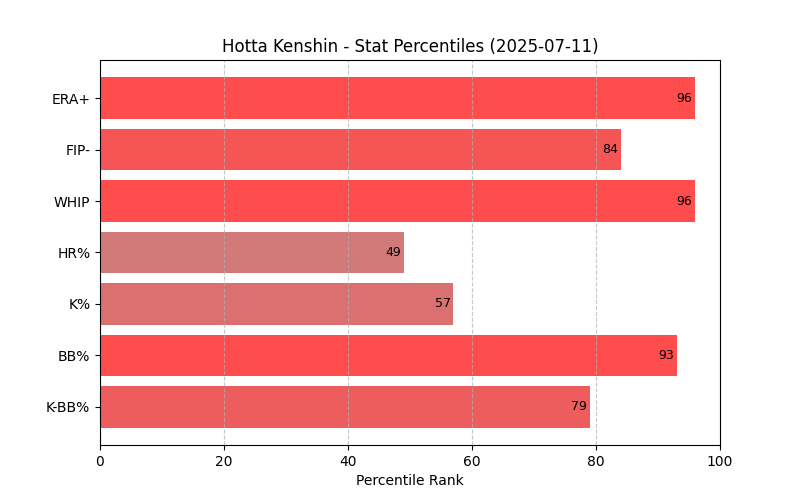 Hotta Kenshin - Stat Percentiles (2025-07-11)
ERA+ 96
FIP- 84
WHIP 96
HR% 49
K% 57
BB% 93
K-BB% 79
0 20 40 60 80 100
Percentile Rank